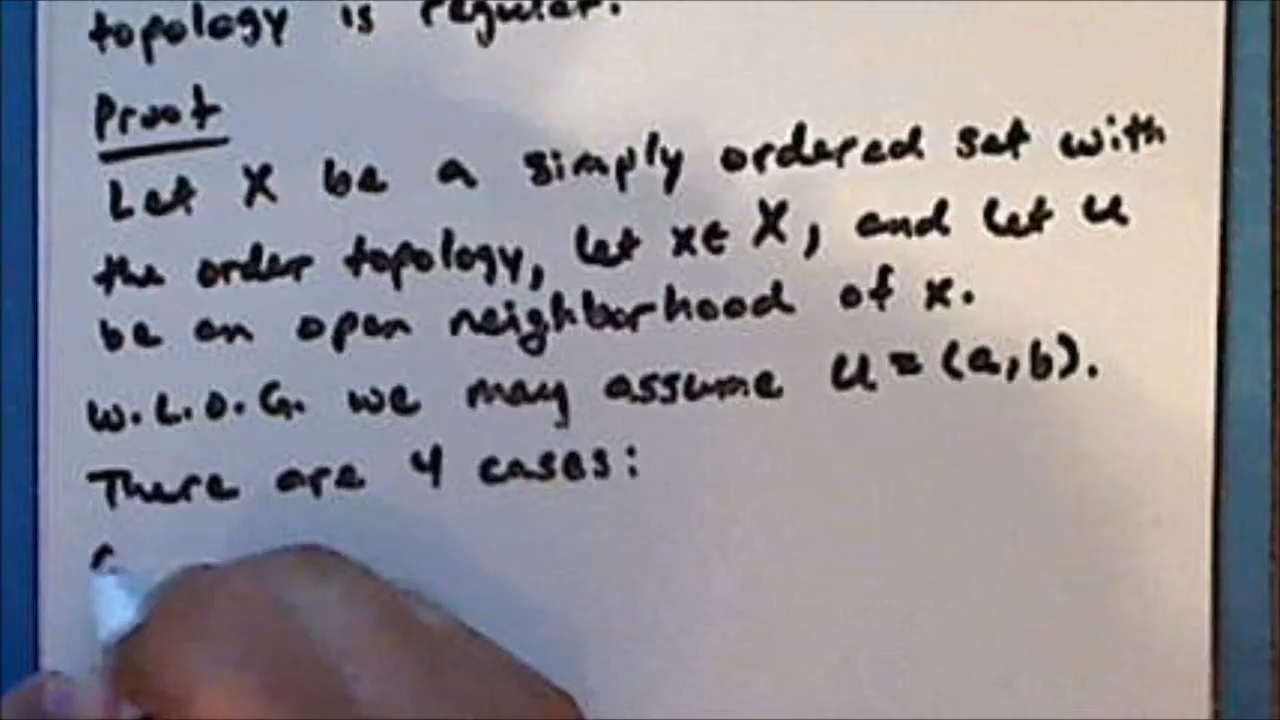 topology is regular.
Proof
Let X be a simply ordered set with
the order topology, let x∈ X, and let U
be an open neighborhood of x.
W.L.O.G. we may assume U = (a,b).
There are 4 cases: